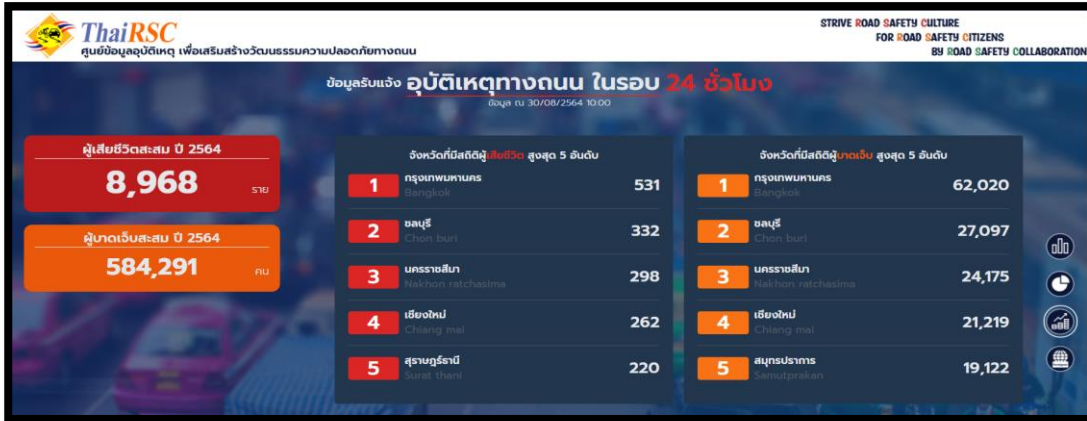 ThaiRSC
ศูนย์ข้อมูลอุบัติเหตุ เพื่อเสริมสร้างวัฒนธรรมความปลอดภัยทางถนน
STRIVE ROAD SAFETY CULTURE
FOR ROAD SAFETY CITIZENS
BY ROAD SAFETY COLLABORATION
ข้อมูลรับแจ้ง อุบัติเหตุทางถนน ในรอบ 24 ชั่วโมง
ข้อมูล ณ 30/08/2564 10:00
ผู้เสียชีวิตสะสม ปี 2564
8,968 ราย
ผู้บาดเจ็บสะสม ปี 2564
584,291 คน
จังหวัดที่มีสถิติผู้เสียชีวิต สูงสุด 5 อันดับ
1 กรุงเทพมหานคร 531
Bangkok
2 ชลบุรี 332
Chon buri
3 นครราชสีมา 298
Nakhon ratchasima
4 เชียงใหม่ 262
Chiang mai
5 สุราษฎร์ธานี 220
Surat thani
จังหวัดที่มีสถิติผู้บาดเจ็บ สูงสุด 5 อันดับ
1 กรุงเทพมหานคร 62,020
Bangkok
2 ชลบุรี 27,097
Chon buri
3 นครราชสีมา 24,175
Nakhon ratchasima
4 เชียงใหม่ 21,219
Chiang mai
5 สมุทรปราการ 19,122
Samutprakan